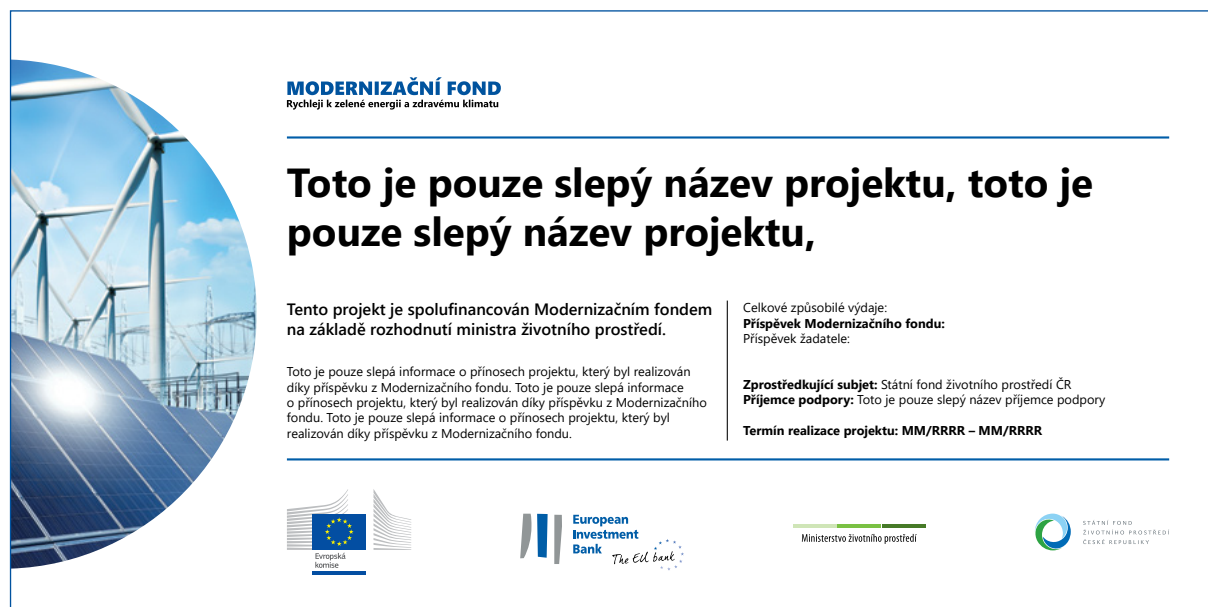 MODERNIZAČNÍ FOND
Rychleji k zelené energii a zdravému klimatu
Toto je pouze slepý název projektu, toto je
pouze slepý název projektu,
Tento projekt je spolufinancován Modernizačním fondem
na základě rozhodnutí ministra životního prostředí.
Toto je pouze slepá informace o přínosech projektu, který byl realizován
díky příspěvku z Modernizačního fondu. Toto je pouze slepá informace
o přínosech projektu, který byl realizován díky příspěvku z Modernizačního
fondu. Toto je pouze slepá informace o přínosech projektu, který byl
realizován díky příspěvku z Modernizačního fondu.
Celkové způsobilé výdaje:
Příspěvek Modernizačního fondu:
Příspěvek žadatele:
Zprostředkující subjet: Státní fond životního prostředí ČR
Příjemce podpory: Toto je pouze slepý název příjemce podpory
Termín realizace projektu: MM/RRRR – MM/RRRR
Evropská
komise
European
Investment
Bank
The EU bank
Ministerstvo životního prostředí
STÁTNÍ FOND
ŽIVOTNÍHO PROSTŘEDÍ
ČESKÉ REPUBLIKY